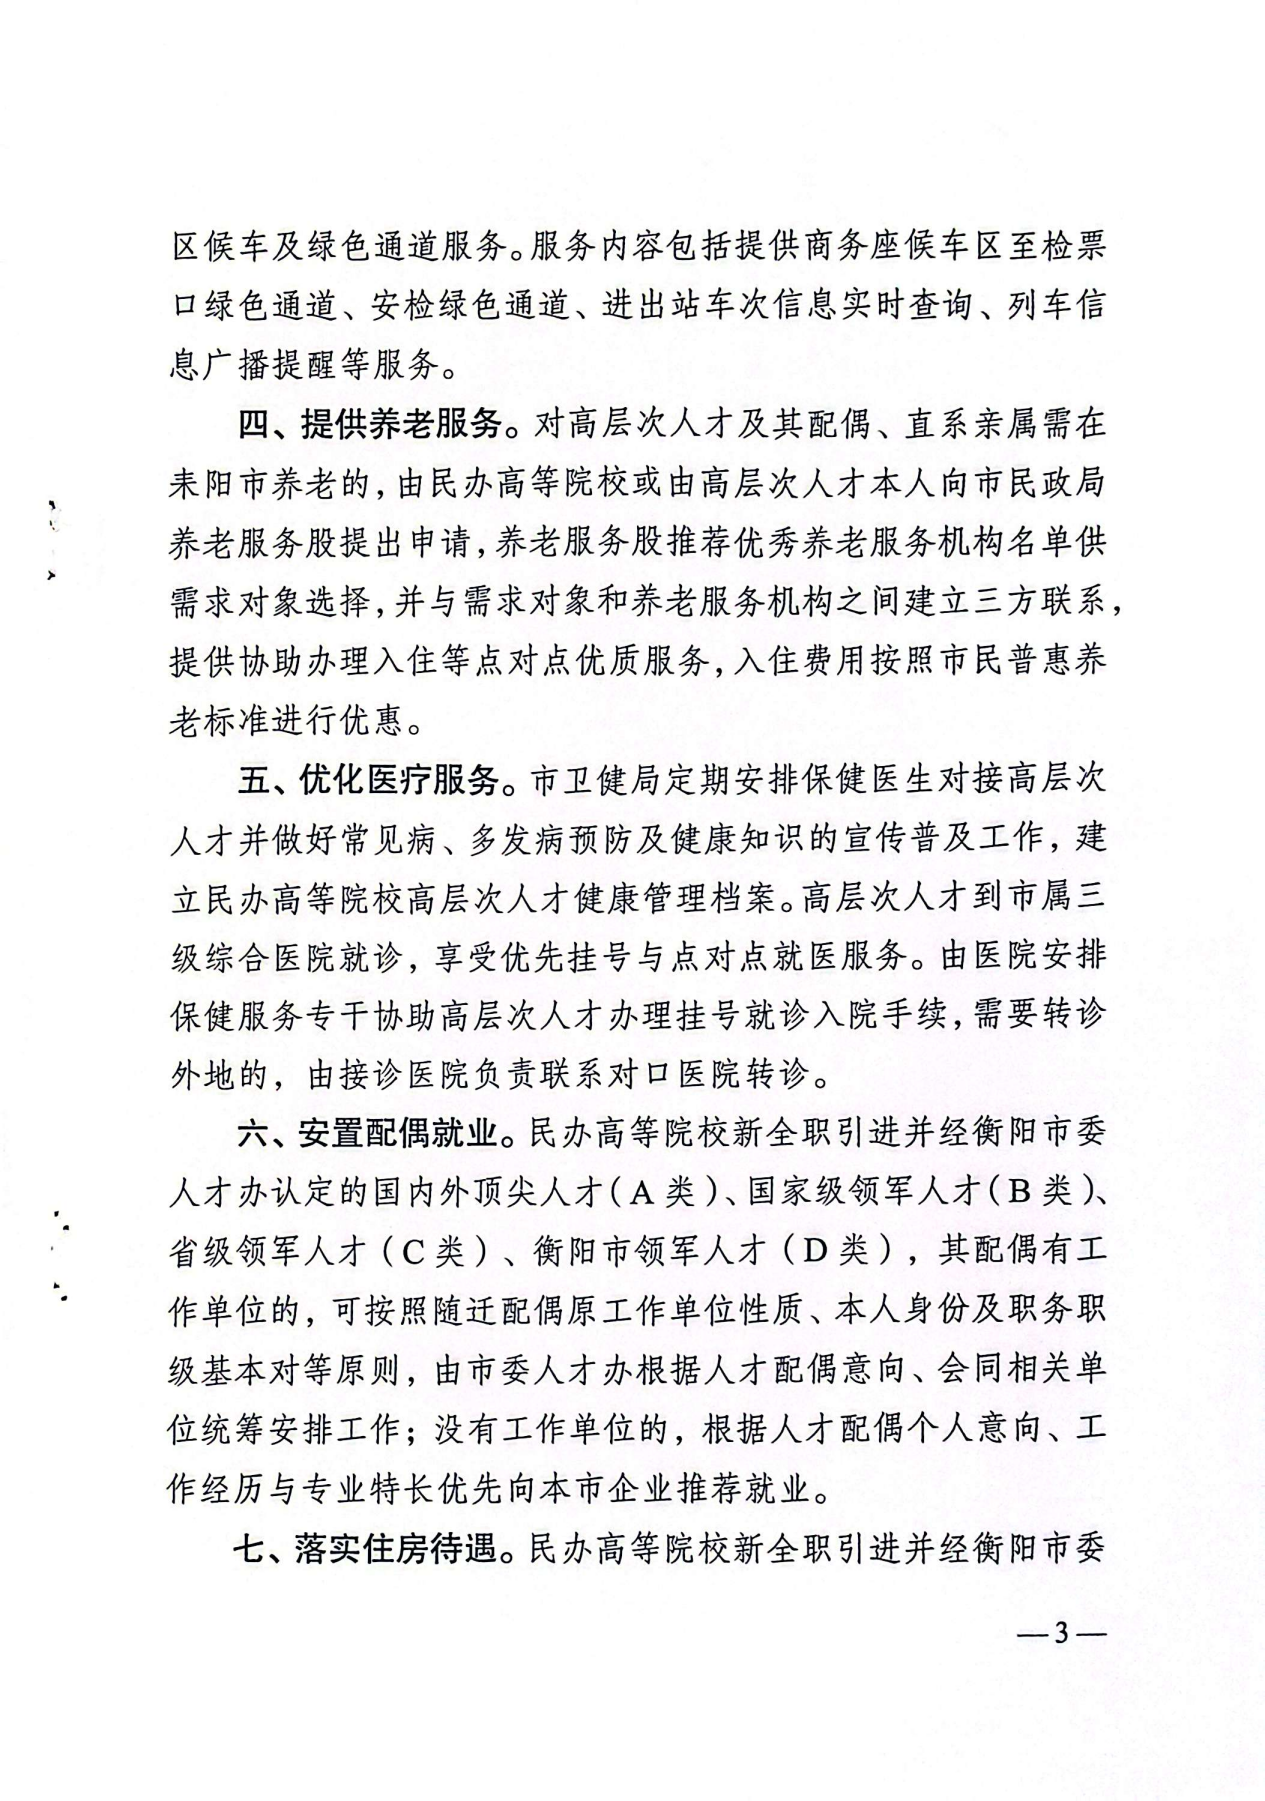 区候车及绿色通道服务。服务内容包括提供商务座候车区至检票
口绿色通道、安检绿色通道、进出站车次信息实时查询、列车信
息广播提醒等服务。
四、提供养老服务。对高层次人才及其配偶、直系亲属需在
耒阳市养老的，由民办高等院校或由高层次人才本人向市民政局
养老服务股提出申请，养老服务股推荐优秀养老服务机构名单供
需求对象选择，并与需求对象和养老服务机构之间建立三方联系，
提供协助办理入住等点对点优质服务，入住费用按照市民普惠养
老标准进行优惠。
五、优化医疗服务。市卫健局定期安排保健医生对接高层次
人才并做好常见病、多发病预防及健康知识的宣传普及工作，建
立民办高等院校高层次人才健康管理档案。高层次人才到市属三
级综合医院就诊，享受优先挂号与点对点就医服务。由医院安排
保健服务专干协助高层次人才办理挂号就诊入院手续，需要转诊
外地的，由接诊医院负责联系对口医院转诊。
六、安置配偶就业。民办高等院校新全职引进并经衡阳市委
人才办认定的国内外顶尖人才（A 类）、国家级领军人才（B 类）、
省级领军人才（C 类）、衡阳市领军人才（D 类），其配偶有工
作单位的，可按照随迁配偶原工作单位性质、本人身份及职务职
级基本对等原则，由市委人才办根据人才配偶意向、会同相关单
位统筹安排工作；没有工作单位的，根据人才配偶个人意向、工
作经历与专业特长优先向本市企业推荐就业。
七、落实住房待遇。民办高等院校新全职引进并经衡阳市委
— 3 —